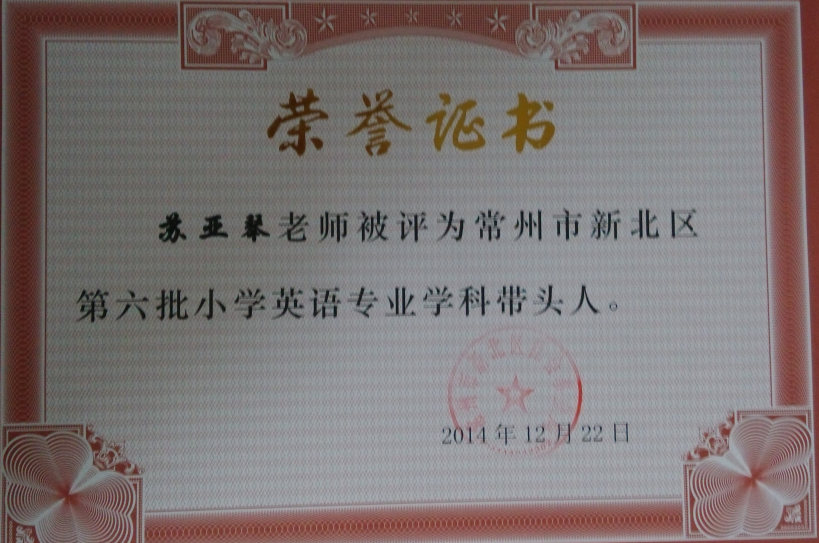 荣誉证书
苏亚琴老师被评为常州市新北区
第六批小学英语专业学科带头人。
2014年12月22日